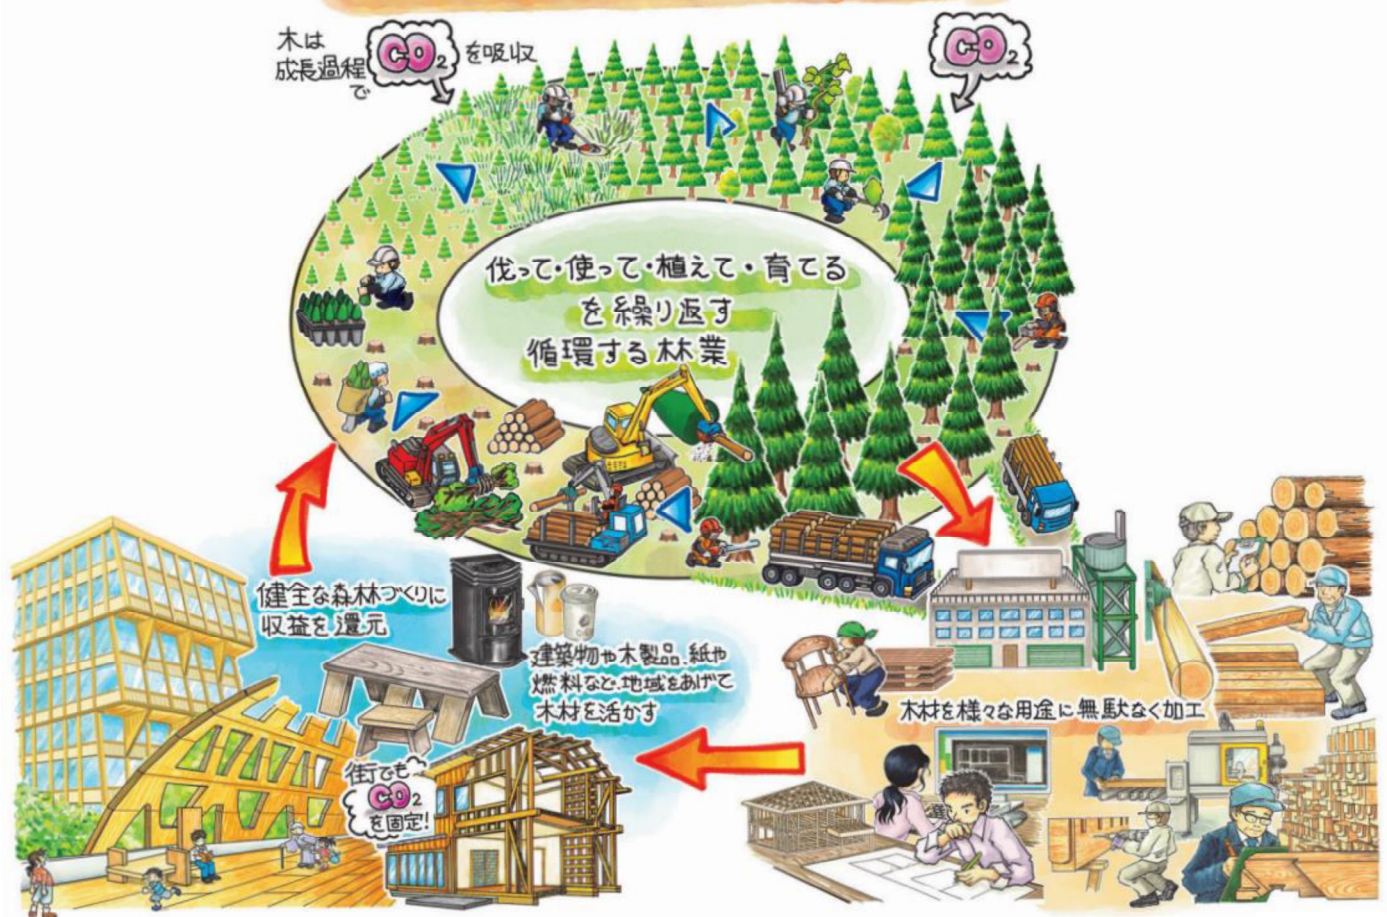 木は
成長過程
で
CO₂
を吸収
CO₂
伐って・使って・植えて・育てる
を繰り返す
循環する林業
健全な森林づくりに
収益を還元
建築物や木製品、紙や
燃料など、地域をあげて
木材を活かす
木材を様々な用途に無駄なく加工
街でも
CO₂
を固定!